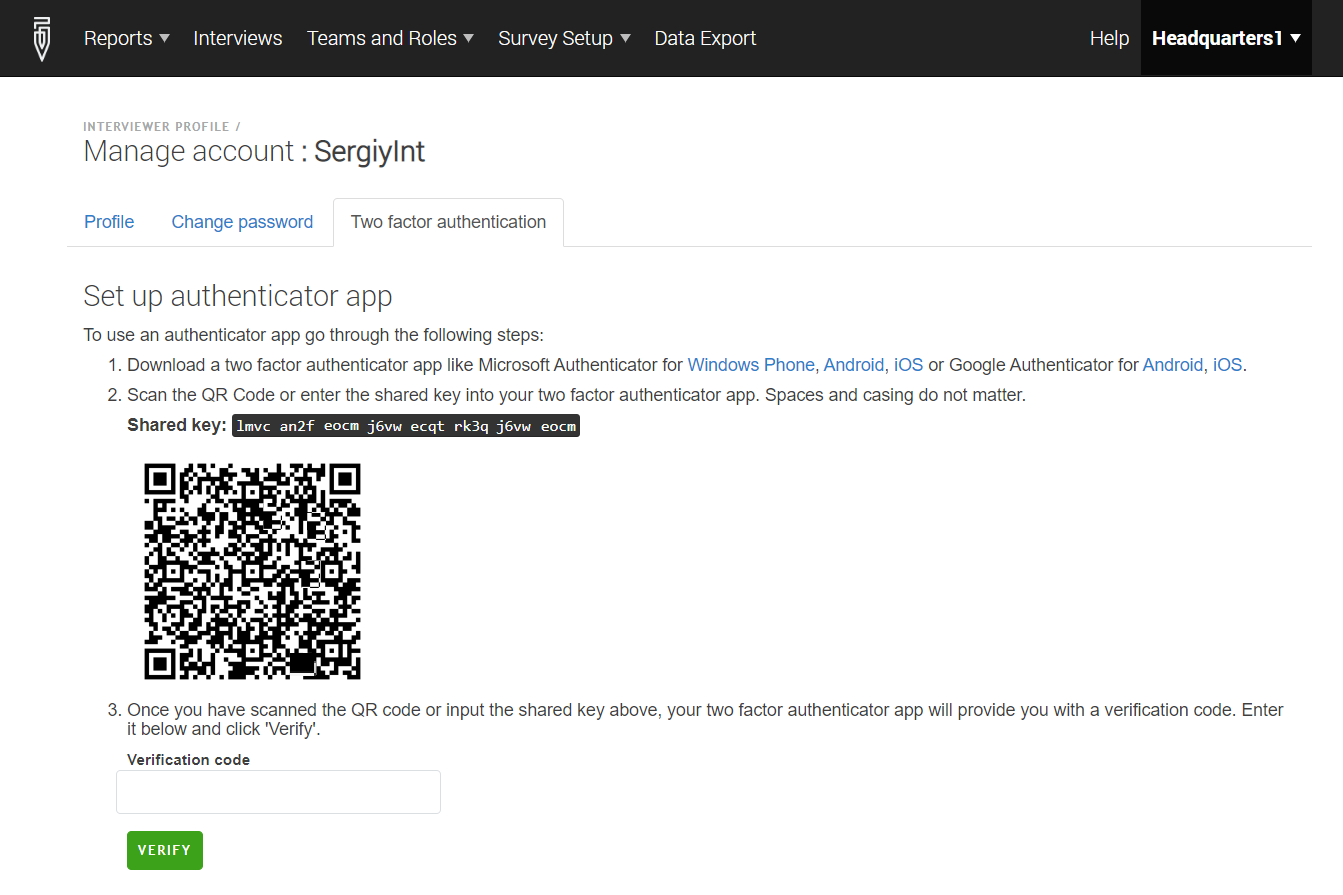 Reports Interviews Teams and Roles Survey Setup Data Export Help Headquarters1
INTERVIEWER PROFILE /
Manage account : SergiyInt
Profile Change password Two factor authentication
Set up authenticator app
To use an authenticator app go through the following steps:
1. Download a two factor authenticator app like Microsoft Authenticator for Windows Phone, Android, iOS or Google Authenticator for Android, iOS.
2. Scan the QR Code or enter the shared key into your two factor authenticator app. Spaces and casing do not matter.
Shared key: lmvc an2f eocm j6vw ecqt rk3q j6vw eocm
3. Once you have scanned the QR code or input the shared key above, your two factor authenticator app will provide you with a verification code. Enter
it below and click 'Verify'.
Verification code
VERIFY